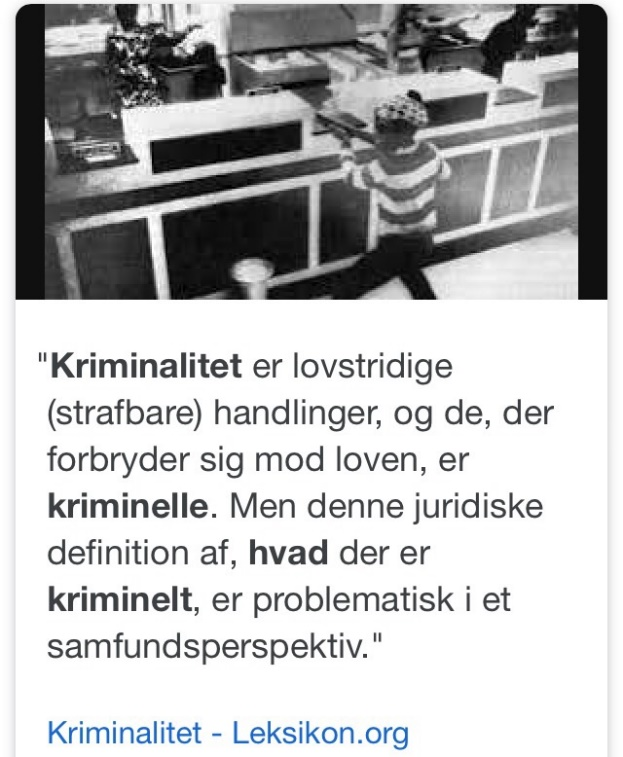 "Kriminalitet er lovstridige
(strafbare) handlinger, og de, der
forbryder sig mod loven, er
kriminelle. Men denne juridiske
definition af, hvad der er
kriminelt, er problematisk i et
samfundsperspektiv."
Kriminalitet - Leksikon.org